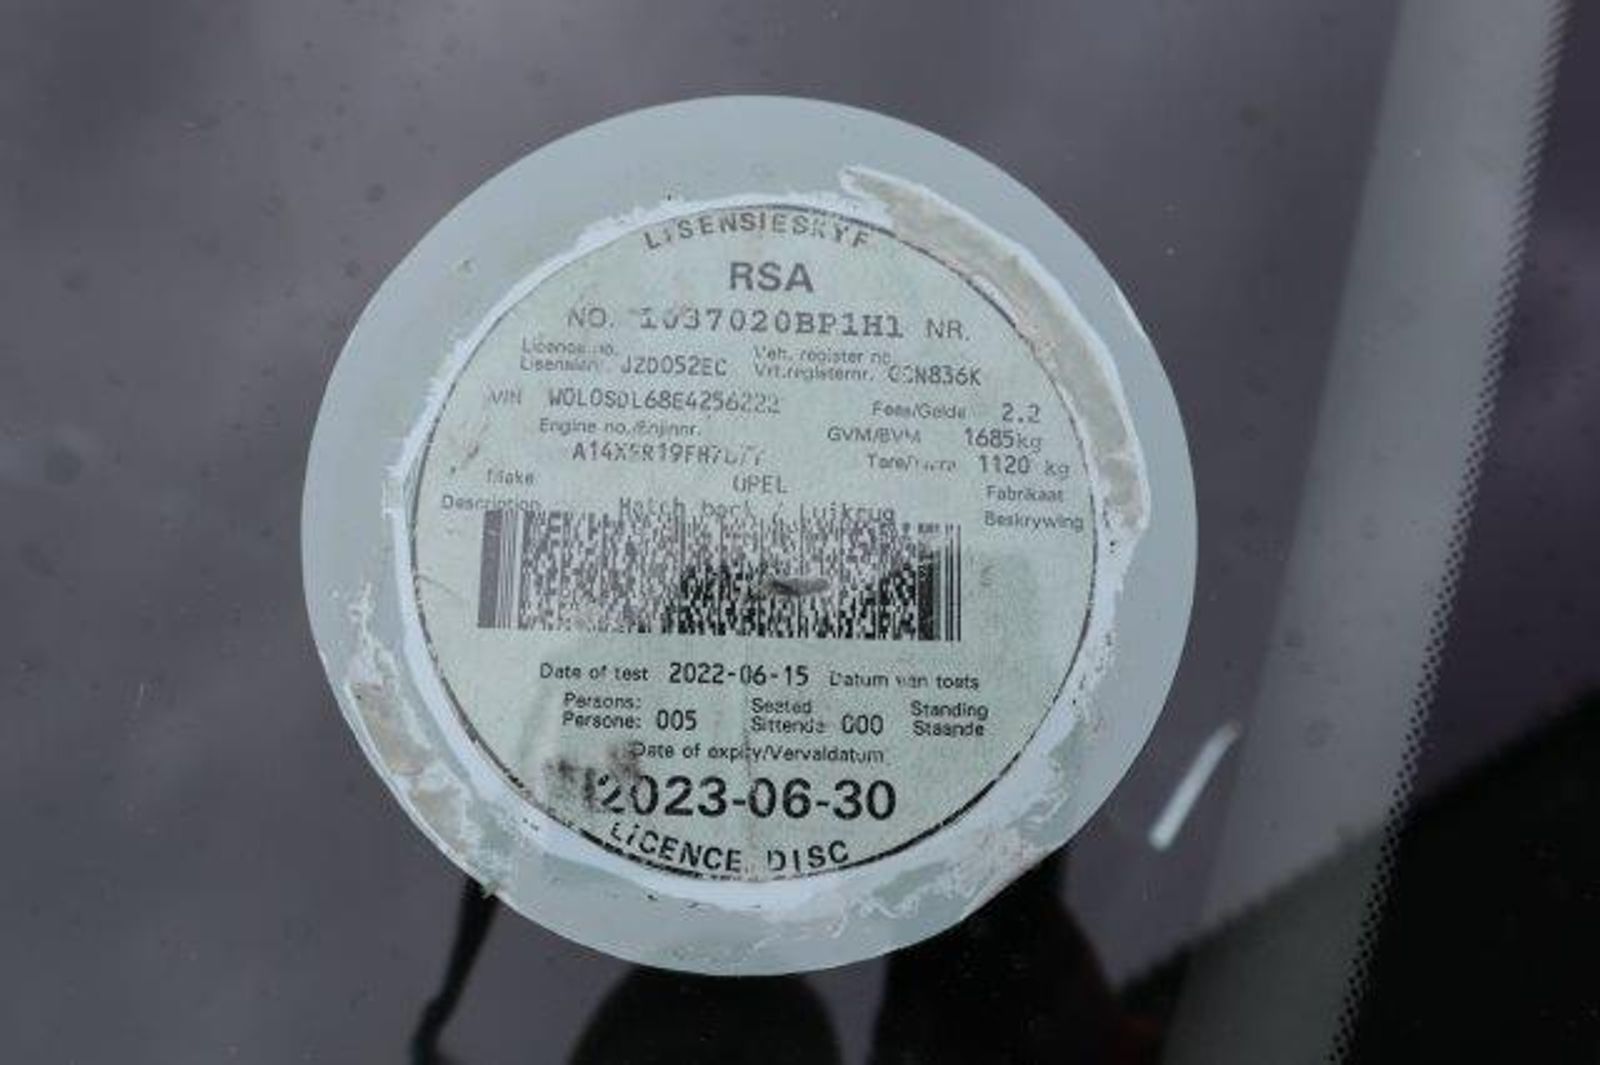 LISENSIESKYF
RSA
NO. 1037020BP1H1 NR.
Licence no. Veh. register no.
Lisensienr. JZD052EC Vrt.registernr.
VIN Fees/Gelde 2.2
Engine no./Enjinnr. GVM/BVM 1685kg
Tare/Tarra 1120 kg
Make OPEL Fabrikaat
Description Hatch back / Luikrug Beskrywing
Date of test 2022-06-15 Datum van toets
Persons: Seated Standing
Persone: 005 Sittende 000 Staande
Date of expiry/Vervaldatum
2023-06-30
LICENCE DISC